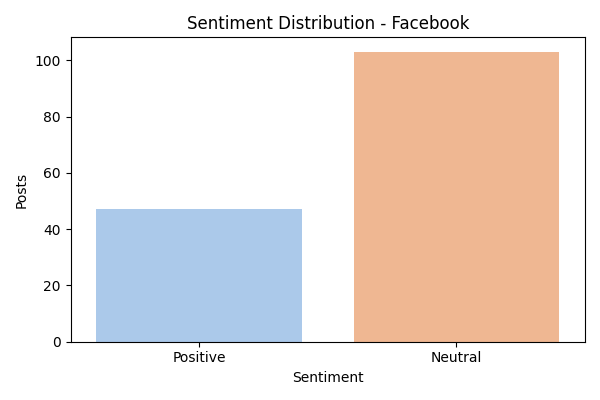 Sentiment Distribution - Facebook
Posts
100
80
60
40
20
0
Positive
Neutral
Sentiment